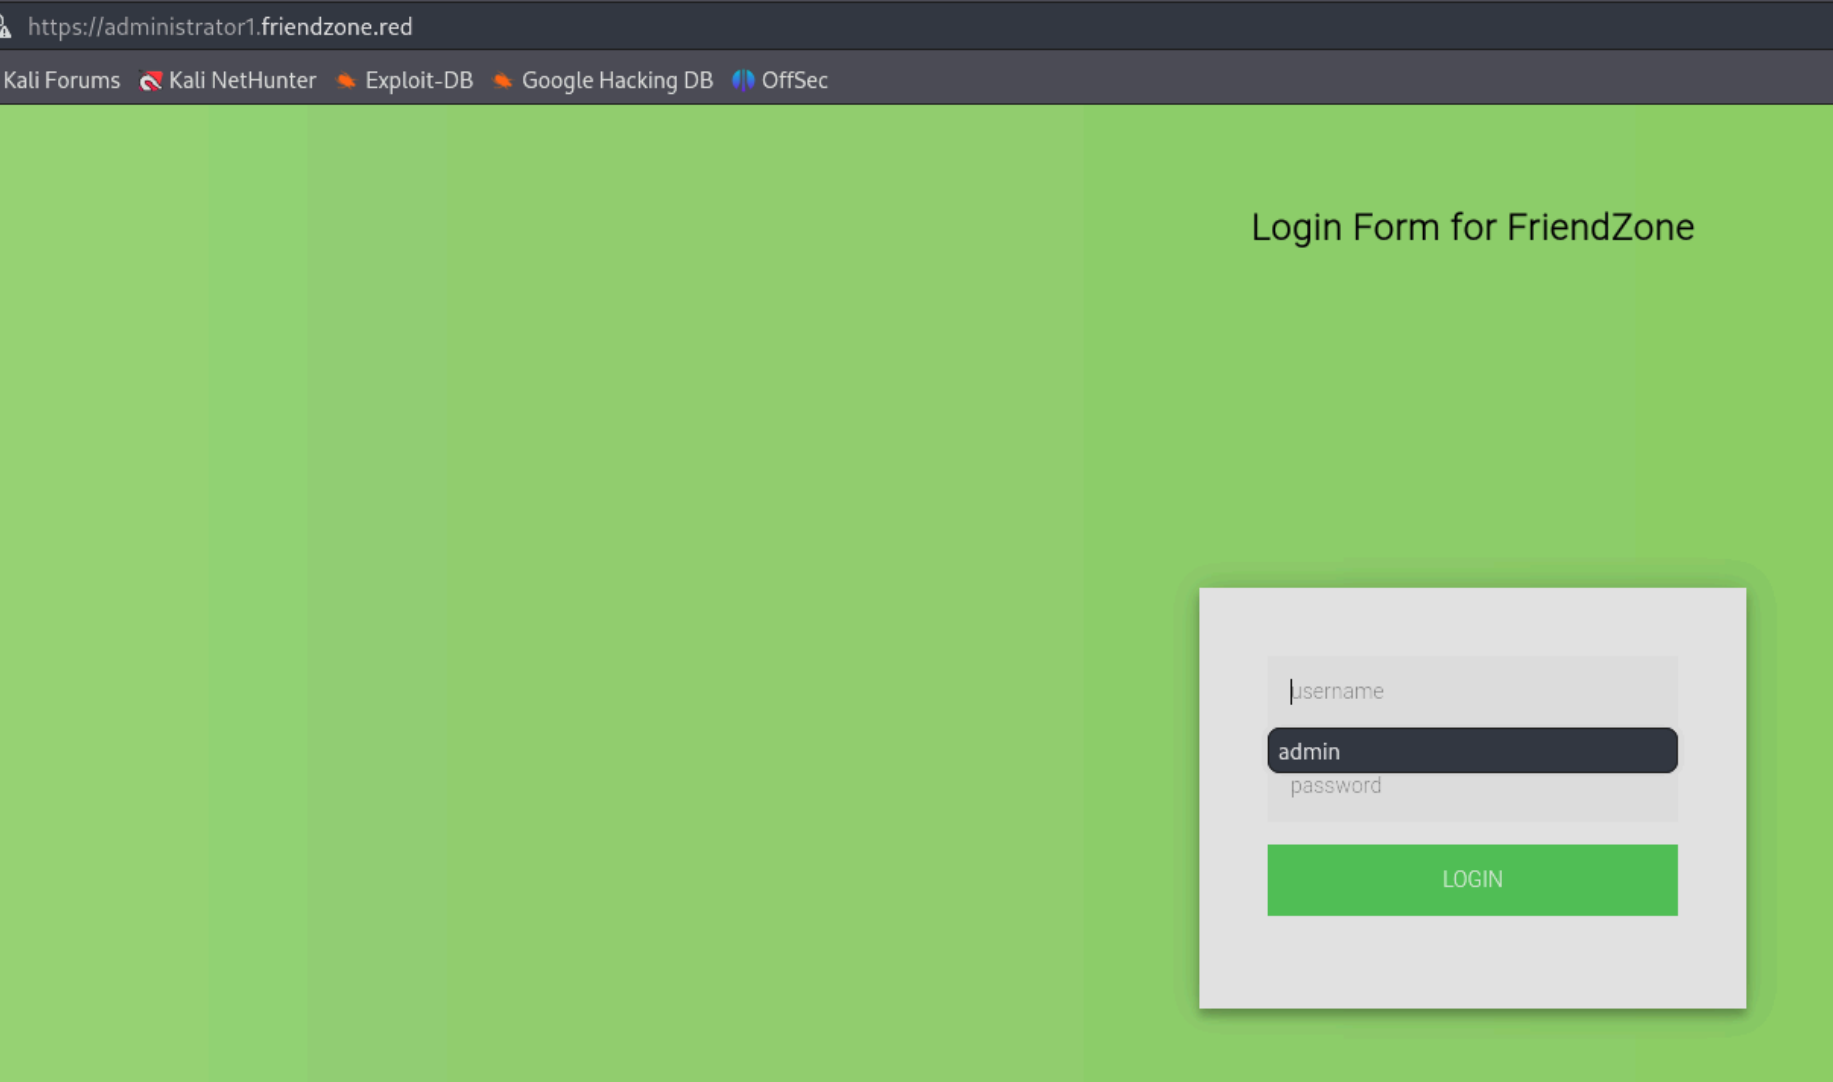 https://administrator1.friendzone.red
Kali Forums Kali NetHunter Exploit-DB Google Hacking DB OffSec
Login Form for FriendZone
username
admin
password
LOGIN